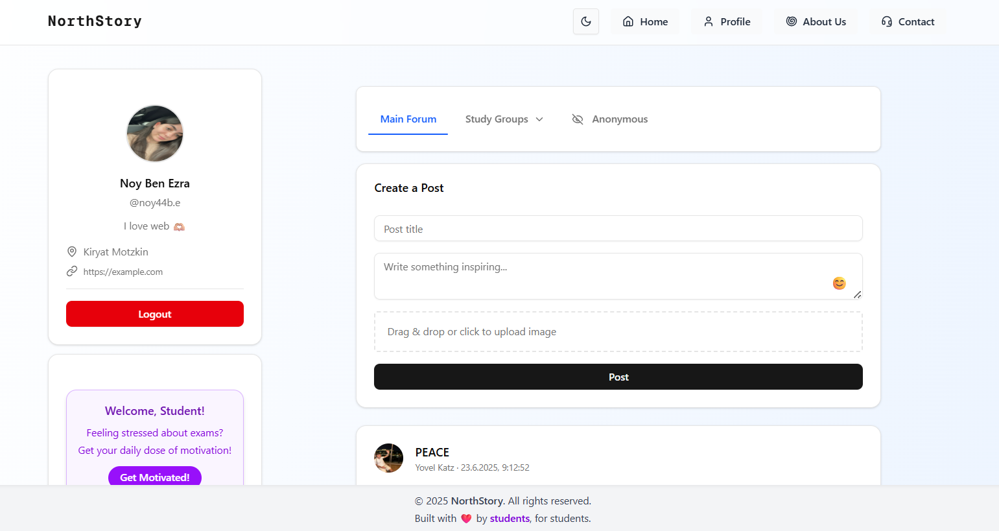 NorthStory
Home
Profile
About Us
Contact
Noy Ben Ezra
@noy44b.e
I love web 🫶🏼
Kiryat Motzkin
https://example.com
Logout
Welcome, Student!
Feeling stressed about exams?
Get your daily dose of motivation!
Get Motivated!
Main Forum
Study Groups
Anonymous
Create a Post
Post title
Write something inspiring...
😊
Drag & drop or click to upload image
Post
PEACE
Yovel Katz · 23.6.2025, 9:12:52
© 2025 NorthStory. All rights reserved.
Built with ❤️ by students, for students.